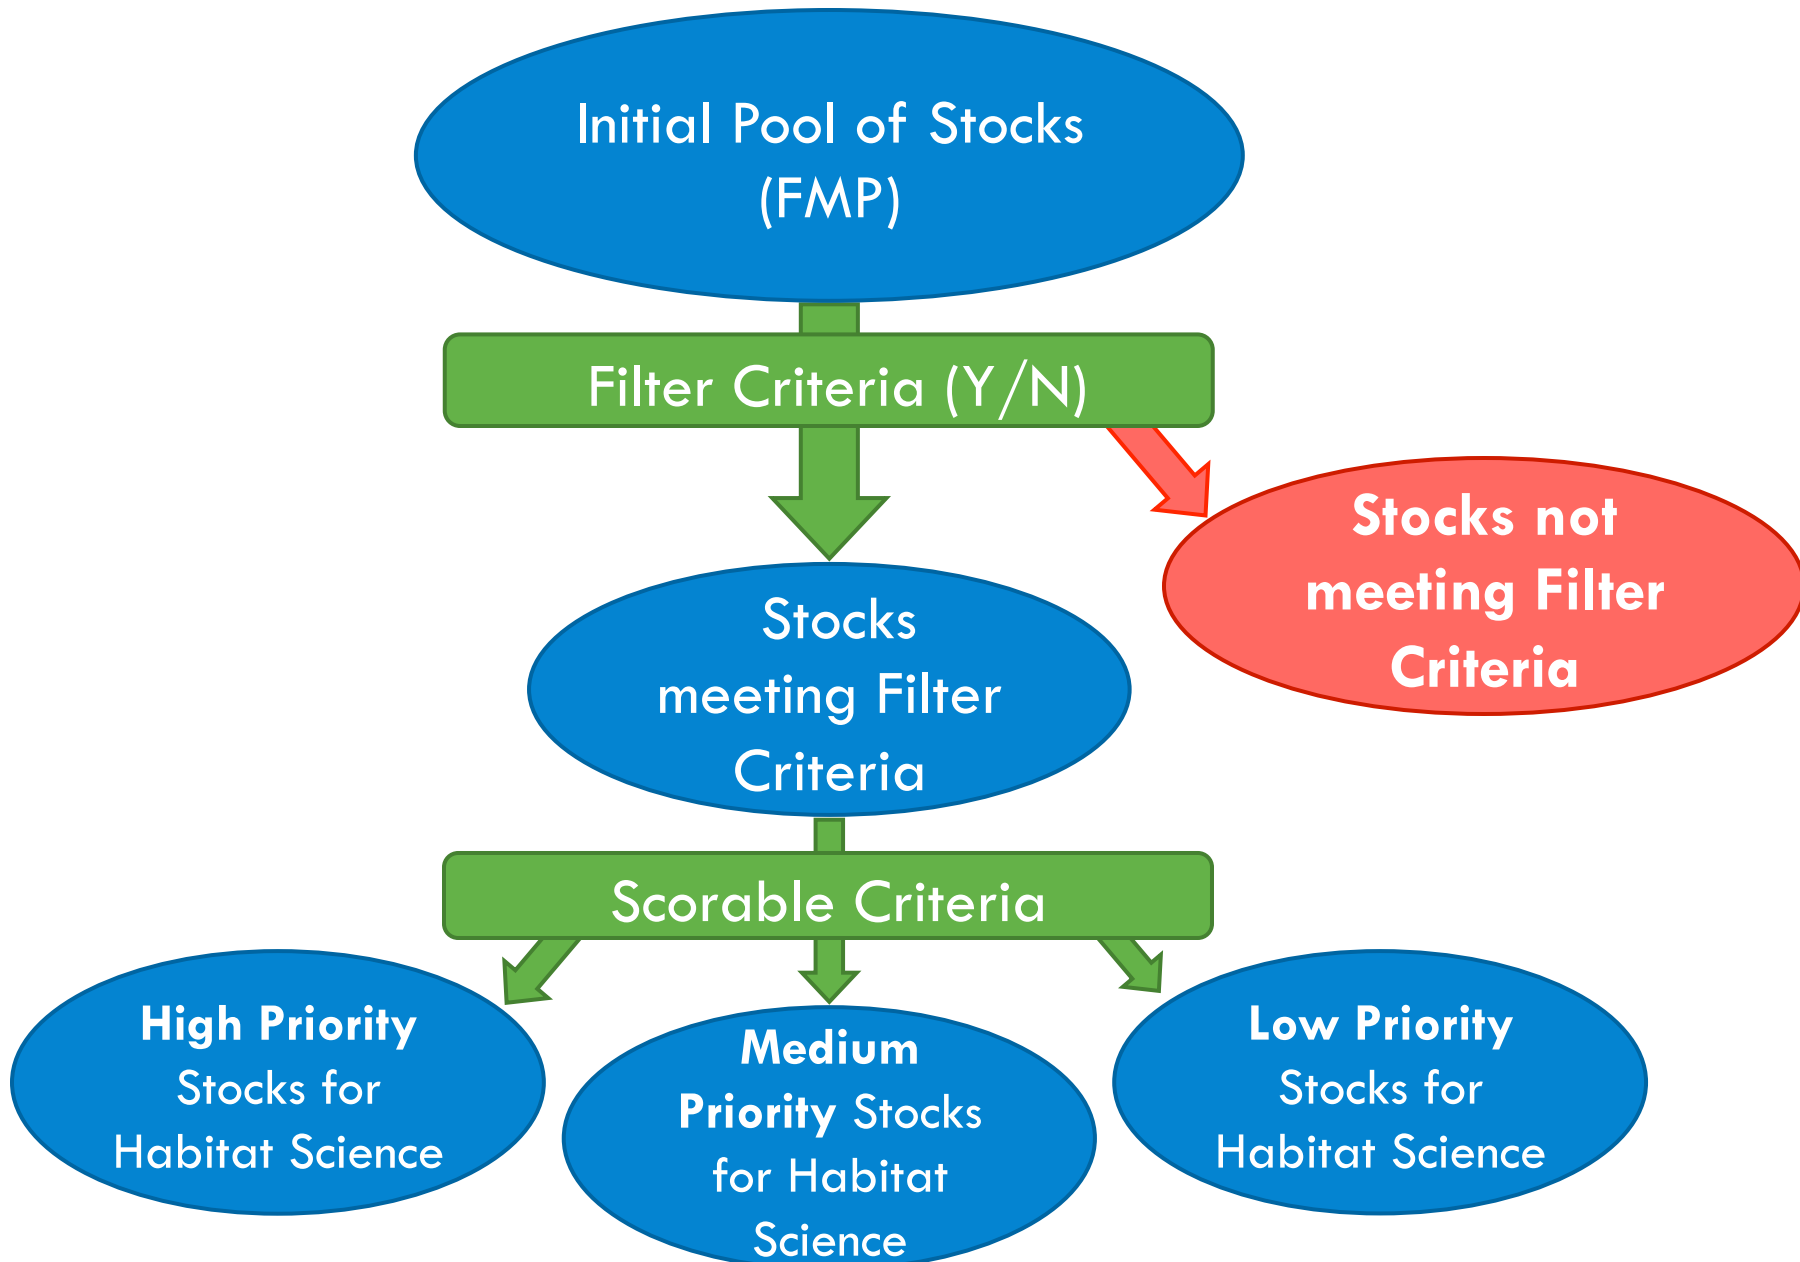 Initial Pool of Stocks
(FMP)
Filter Criteria (Y/N)
Stocks not
meeting Filter
Criteria
Stocks
meeting Filter
Criteria
Scorable Criteria
High Priority
Stocks for
Habitat Science
Medium
Priority Stocks
for Habitat
Science
Low Priority
Stocks for
Habitat Science